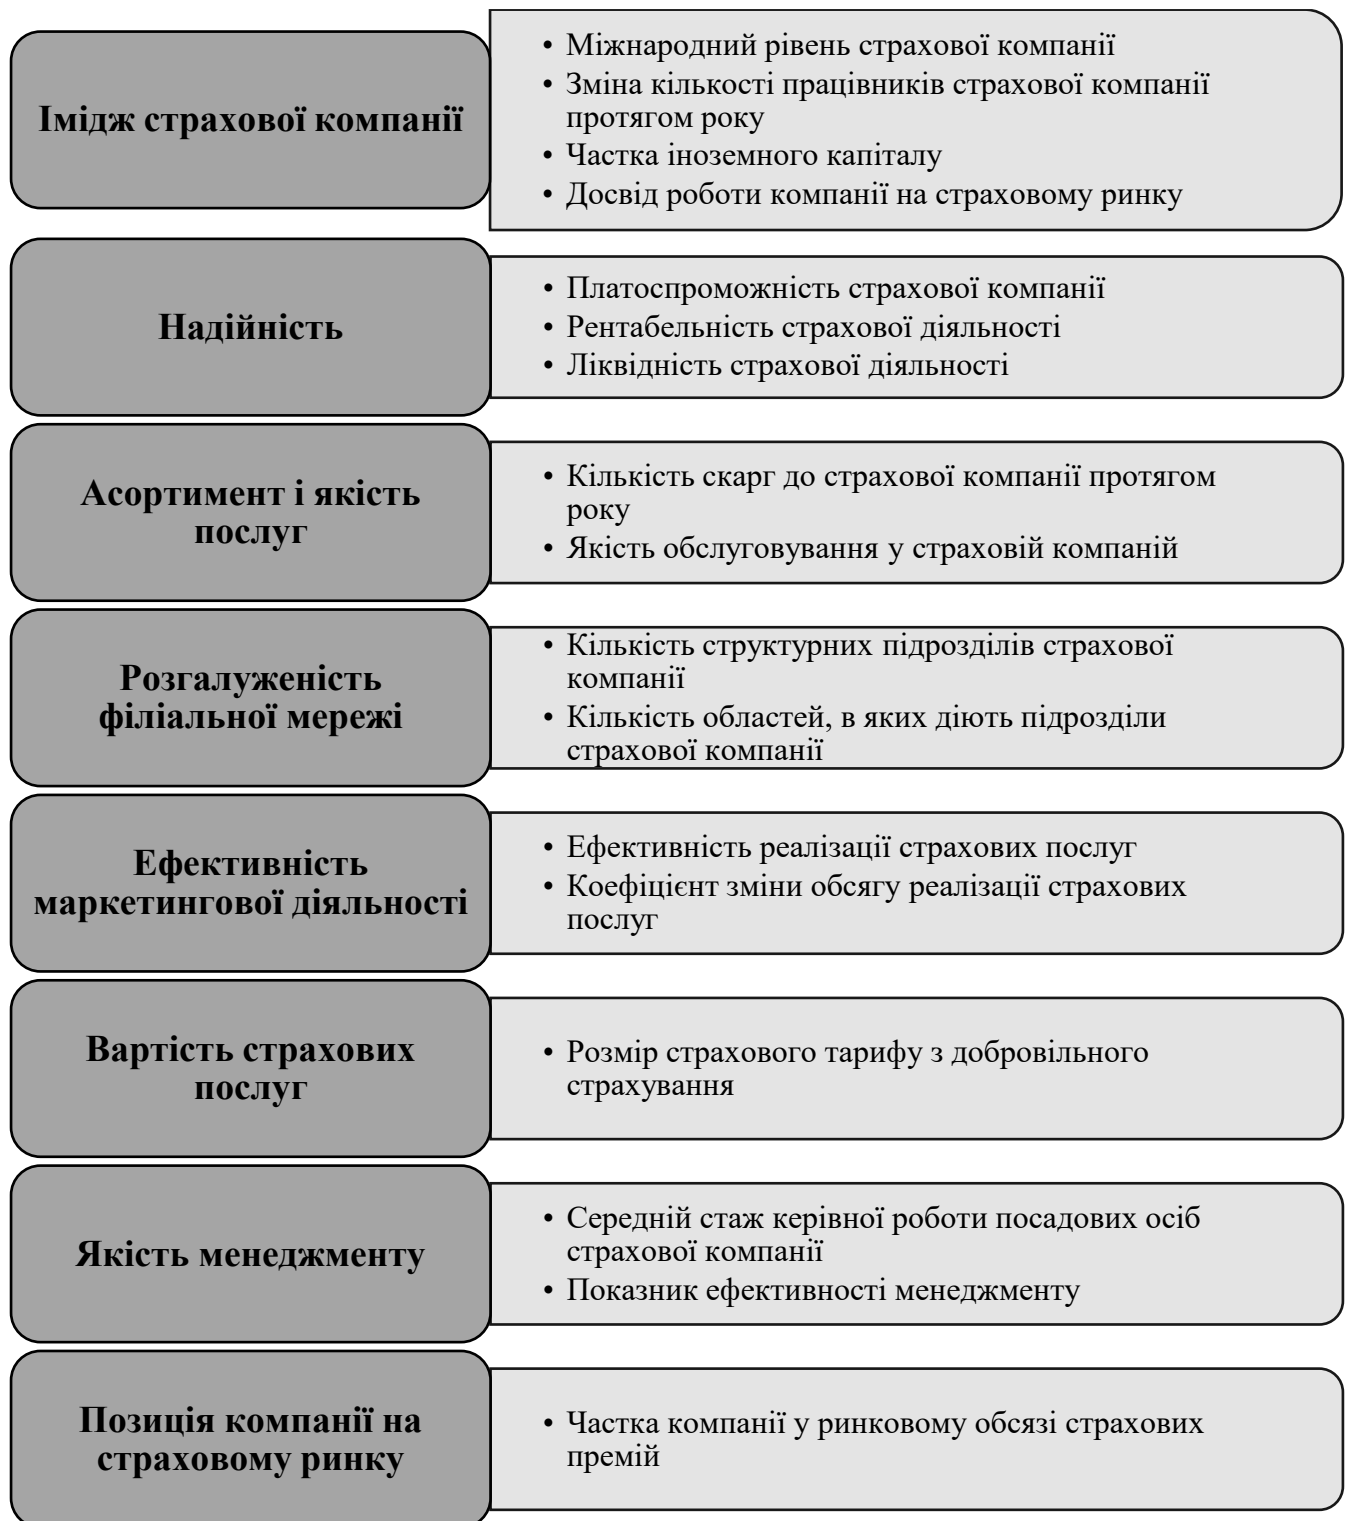 Імідж страхової компанії
• Міжнародний рівень страхової компанії
• Зміна кількості працівників страхової компанії
протягом року
• Частка іноземного капіталу
• Досвід роботи компанії на страховому ринку
Надійність
• Платоспроможність страхової компанії
• Рентабельність страхової діяльності
• Ліквідність страхової діяльності
Асортимент і якість
послуг
• Кількість скарг до страхової компанії протягом
року
• Якість обслуговування у страховій компаній
Розгалуженість
філіальної мережі
• Кількість структурних підрозділів страхової
компанії
• Кількість областей, в яких діють підрозділи
страхової компанії
Ефективність
маркетингової діяльності
• Ефективність реалізації страхових послуг
• Коефіцієнт зміни обсягу реалізації страхових
послуг
Вартість страхових
послуг
• Розмір страхового тарифу з добровільного
страхування
Якість менеджменту
• Середній стаж керівної роботи посадових осіб
страхової компанії
• Показник ефективності менеджменту
Позиція компанії на
страховому ринку
• Частка компанії у ринковому обсязі страхових
премій